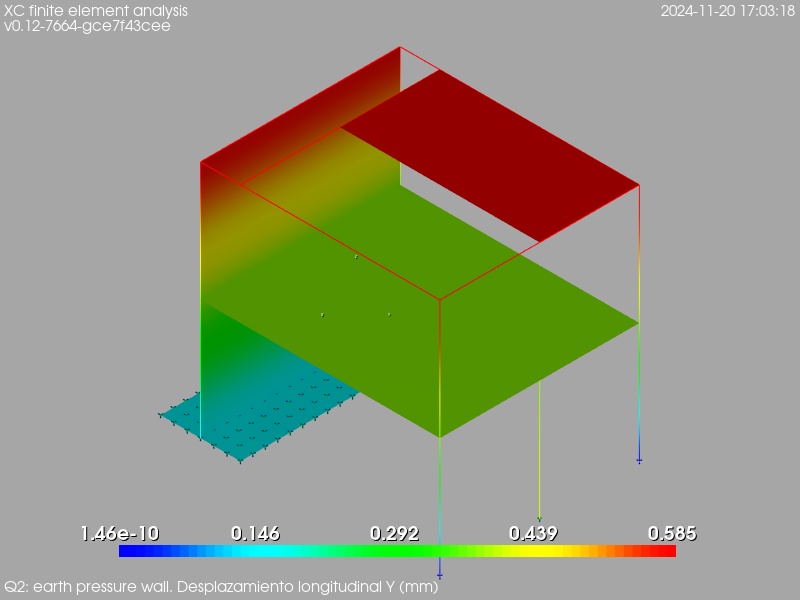 XC finite element analysis
v0.12-7664-gce7f43cee
2024-11-20 17:03:18
1.46e-10 0.146 0.292 0.439 0.585
Q2: earth pressure wall. Desplazamiento longitudinal Y (mm)